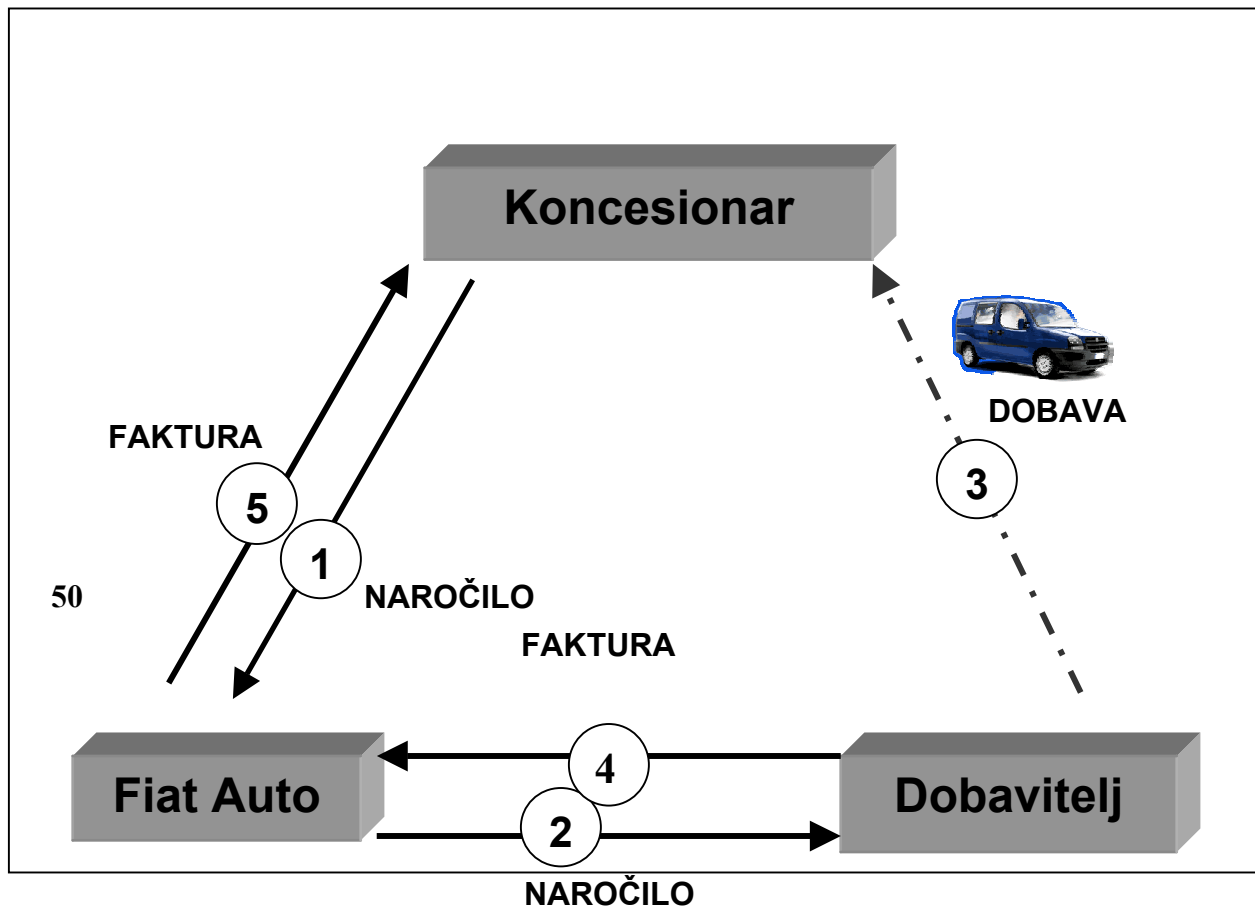 Koncesionar
DOBAVA
FAKTURA
3
5
1
50
NAROČILO
FAKTURA
4
Fiat Auto
Dobavitelj
2
NAROČILO